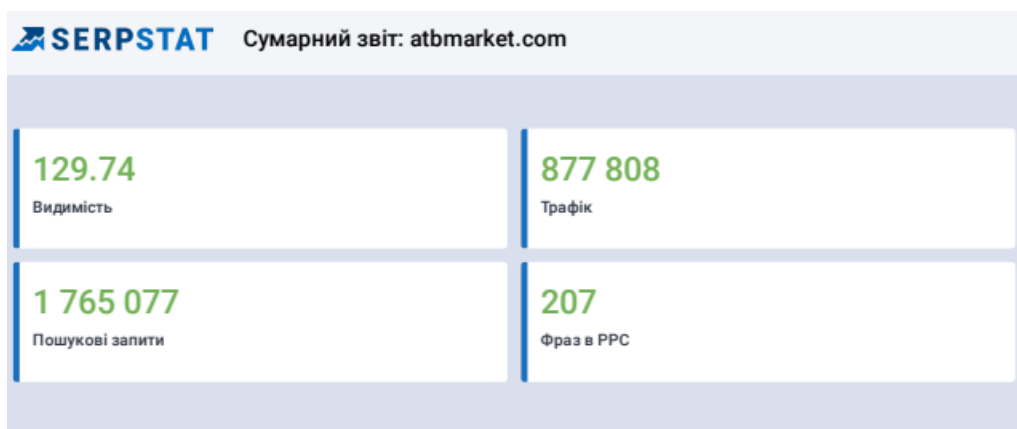 SERPSTAT Сумарний звіт: atbmarket.com
129.74
Видимість
877 808
Трафік
1 765 077
Пошукові запити
207
Фраз в PPC